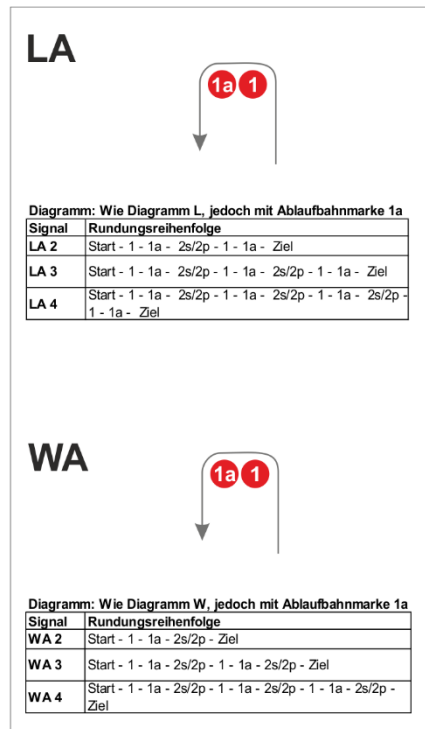 LA
1a 1
Diagramm: Wie Diagramm L, jedoch mit Ablaufbahnmarke 1a
Signal Rundungsreihenfolge
LA 2 Start - 1 - 1a - 2s/2p - 1 - 1a - Ziel
LA 3 Start - 1 - 1a - 2s/2p - 1 - 1a - 2s/2p - 1 - 1a - Ziel
LA 4 Start - 1 - 1a - 2s/2p - 1 - 1a - 2s/2p - 1 - 1a - 2s/2p -
1 - 1a - Ziel
WA
1a 1
Diagramm: Wie Diagramm W, jedoch mit Ablaufbahnmarke 1a
Signal Rundungsreihenfolge
WA 2 Start - 1 - 1a - 2s/2p - Ziel
WA 3 Start - 1 - 1a - 2s/2p - 1 - 1a - 2s/2p - Ziel
WA 4 Start - 1 - 1a - 2s/2p - 1 - 1a - 2s/2p - 1 - 1a - 2s/2p -
Ziel